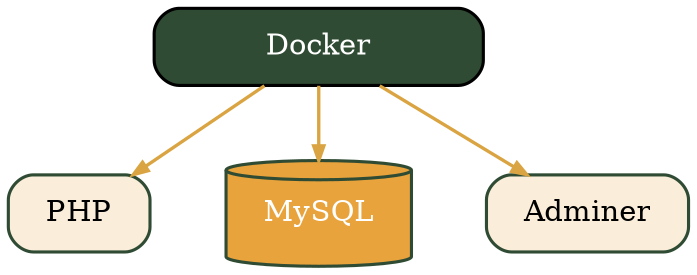 Docker
PHP
MySQL
Adminer